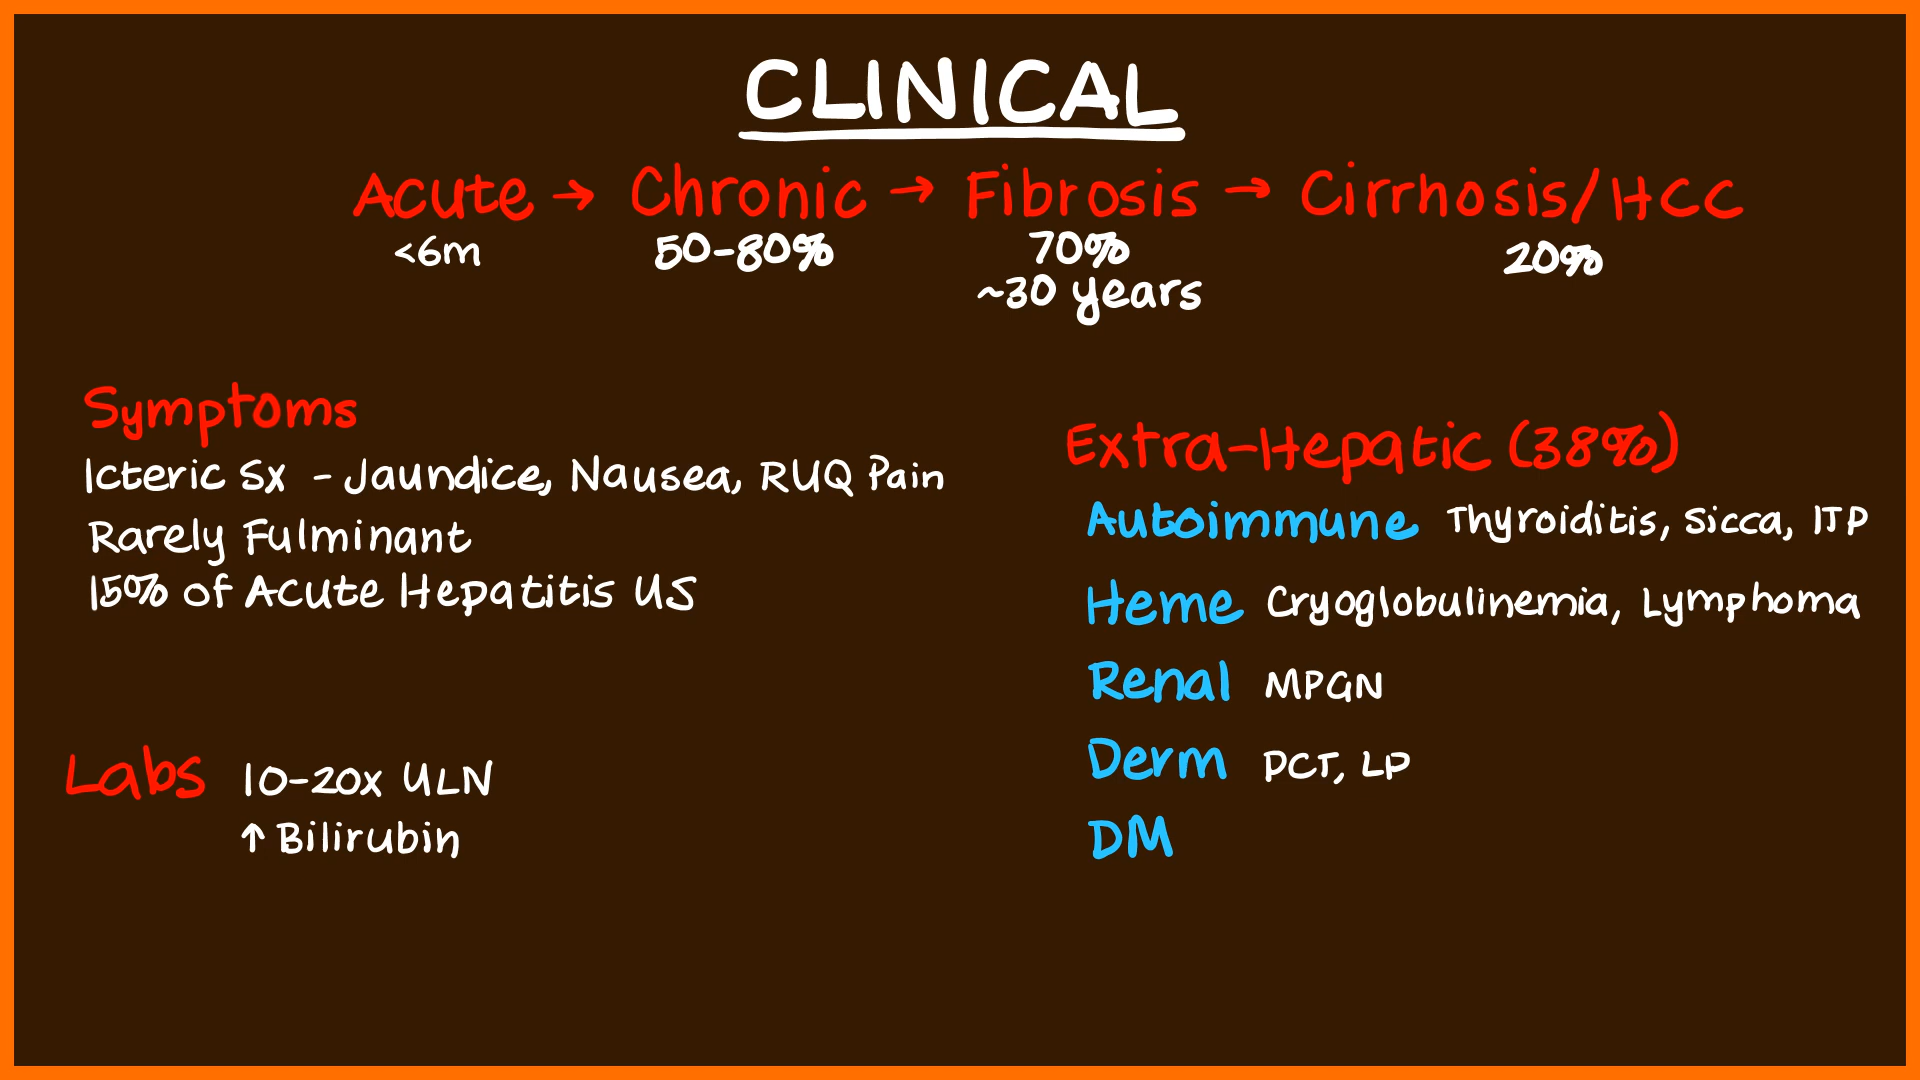 CLINICAL
Acute → Chronic → Fibrosis → Cirrhosis/HCC
<6m 50-80% 70% 20%
~30 years
Symptoms
Icteric Sx - Jaundice, Nausea, RUQ Pain
Rarely Fulminant
15% of Acute Hepatitis US
Labs 10-20x ULN
↑ Bilirubin
Extra-Hepatic (38%)
Autoimmune Thyroiditis, Sicca, ITP
Heme Cryoglobulinemia, Lymphoma
Renal MPGN
Derm PCT, LP
DM